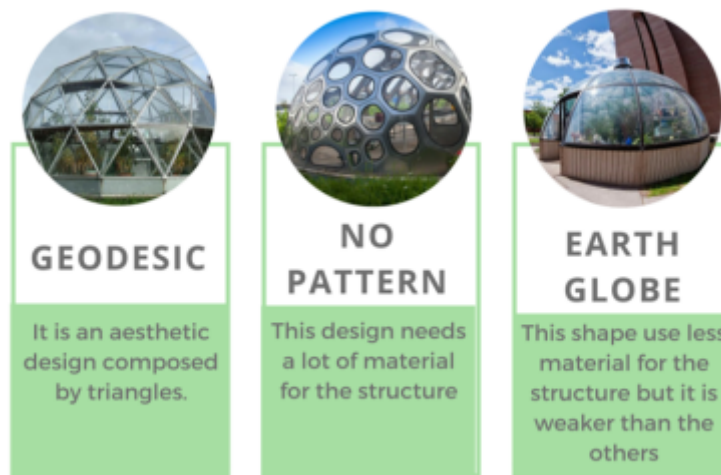 GEODESIC
It is an aesthetic
design composed
by triangles.
NO
PATTERN
This design needs
a lot of material
for the structure
EARTH
GLOBE
This shape use less
material for the
structure but it is
weaker than the
others